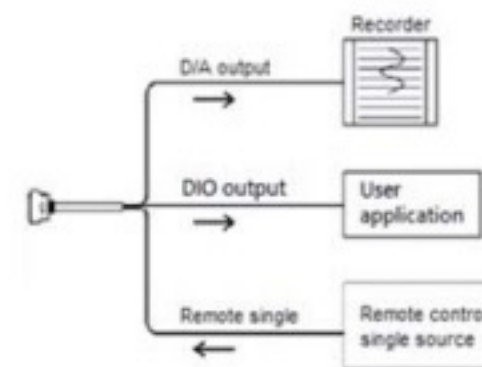 Recorder
D/A output
DIO output
User
application
Remote single
Remote contro
single source